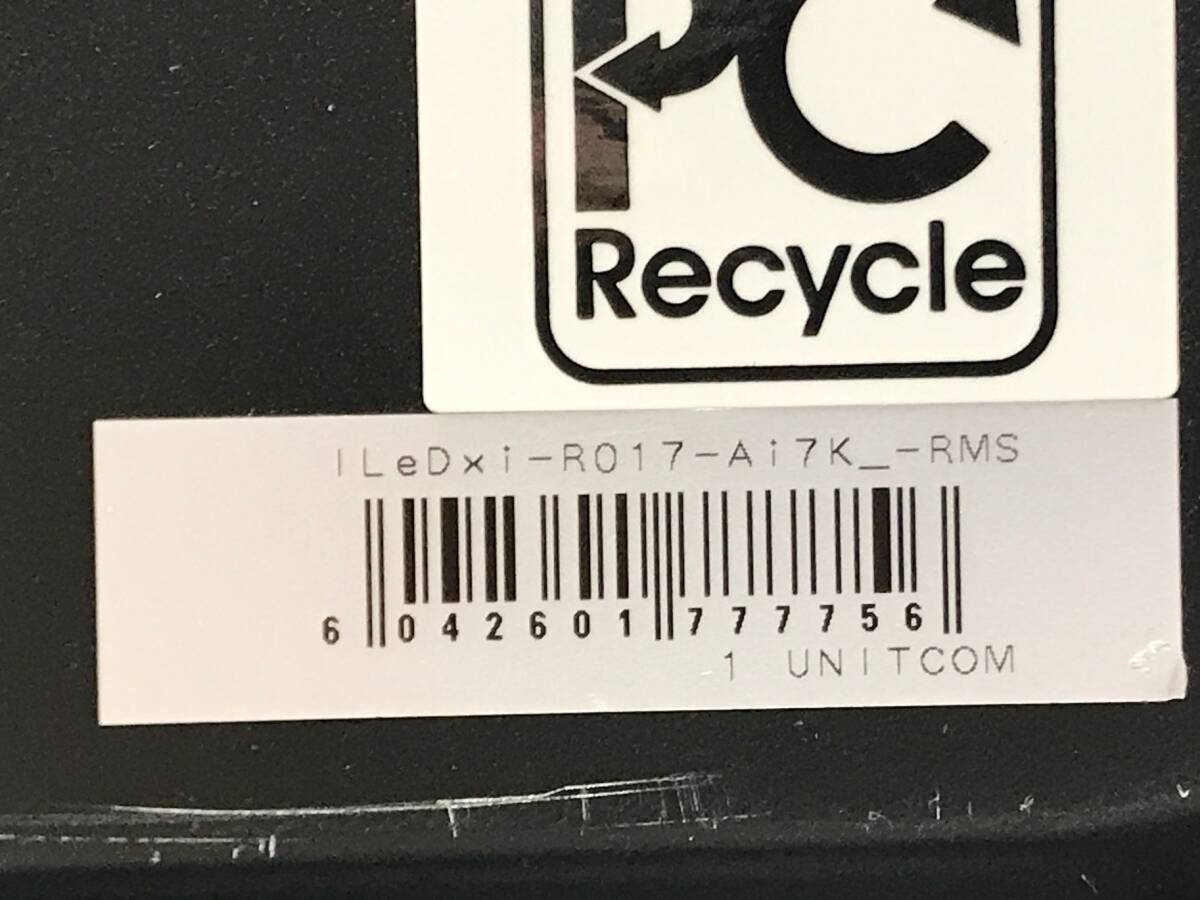 PC
Recycle
ILeDxi-R017-Ai7K_-RMS
6 042601 777756
1 UNITCOM